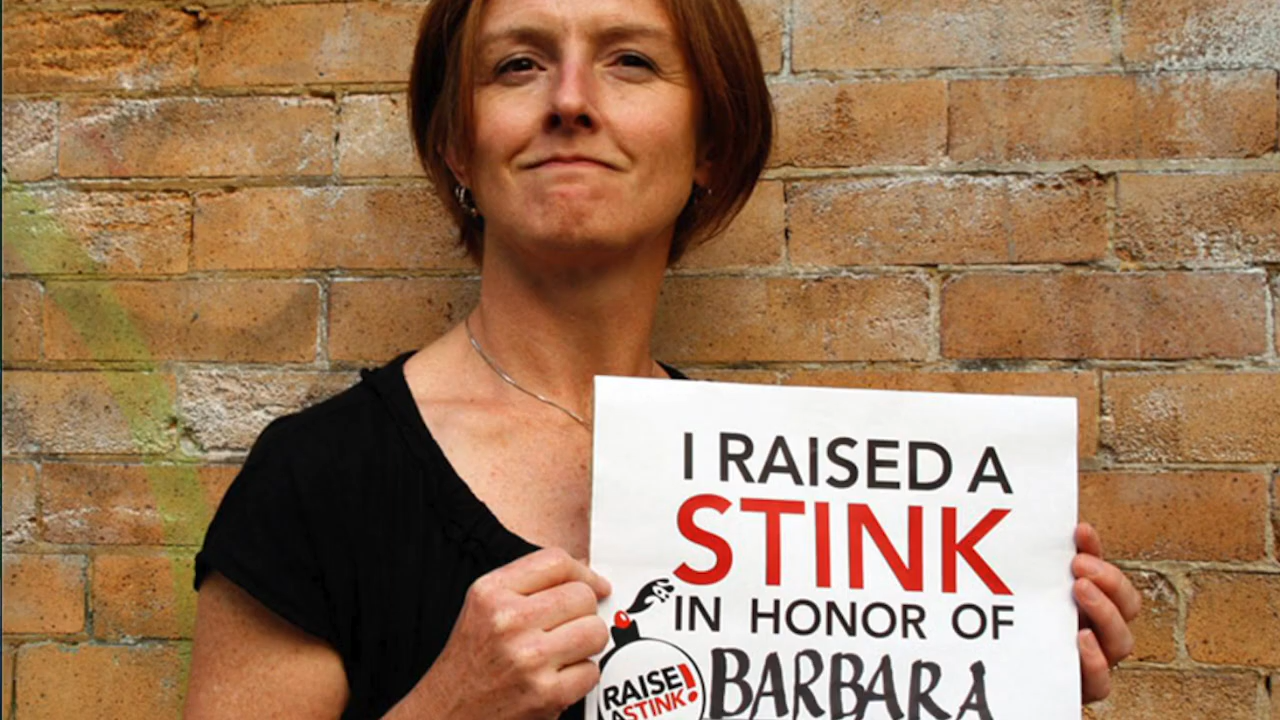 I RAISED A
STINK
IN HONOR OF
BARBARA
RAISE
A STINK!